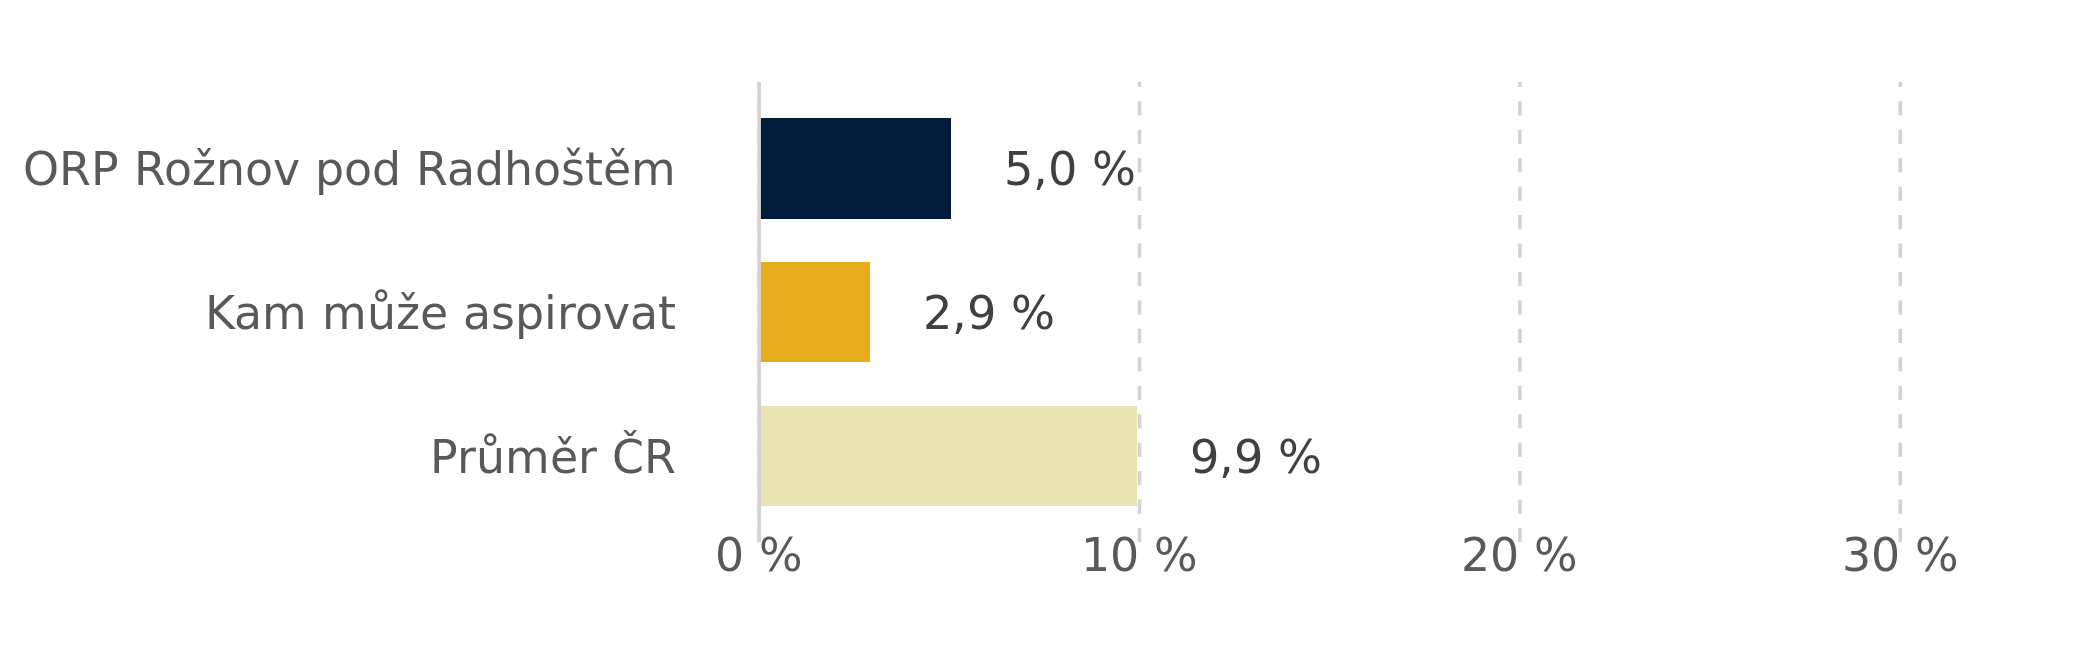 ORP Rožnov pod Radhoštěm
5,0 %
Kam může aspirovat
2,9 %
Průměr ČR
9,9 %
0 %
10 %
20 %
30 %